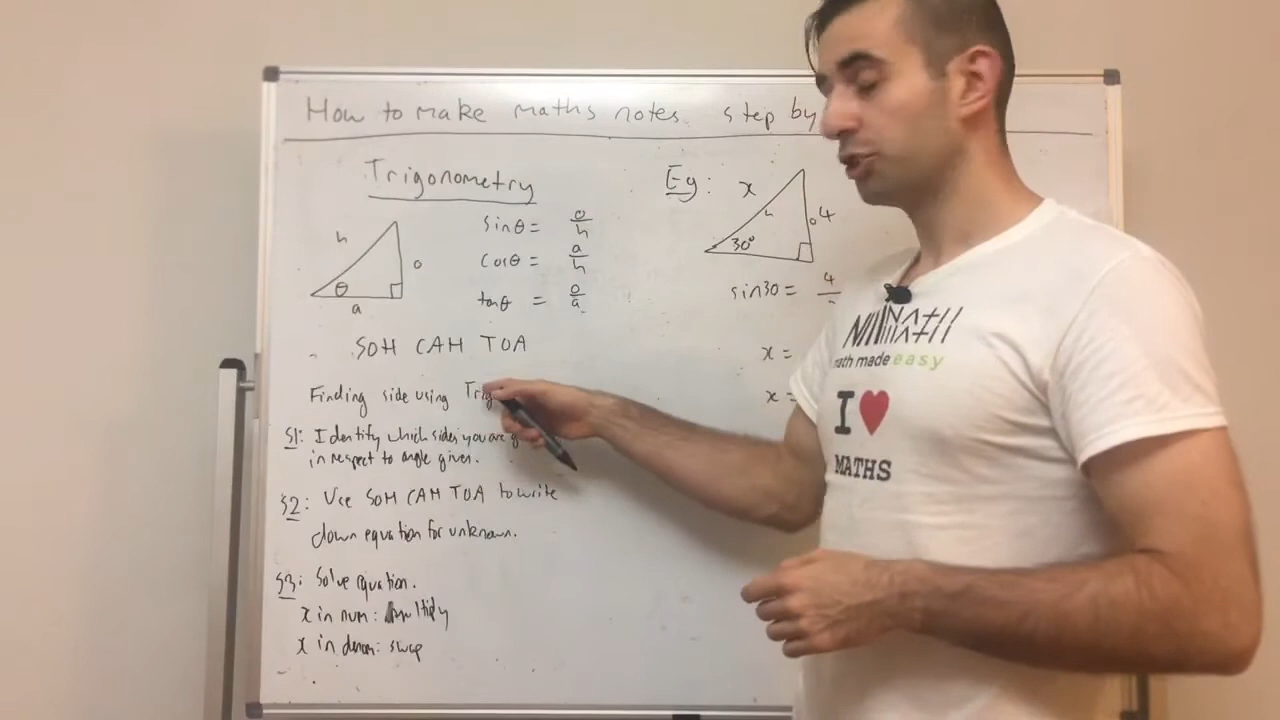 How to make maths notes step by
Trigonometry
h
o
θ
a
sinθ = o/h
cosθ = a/h
tanθ = o/a
SOH CAH TOA
Finding side using Trig
S1: Identify which sides you are g
in respect to angle given.
S2: Use SOH CAH TOA to write
down equation for unknown.
S3: Solve equation.
x in num: multiply
x in denom: swap
Eg:
x
h
o 4
30°
sin30 = 4
x =
x =
math made easy
I ❤
MATHS